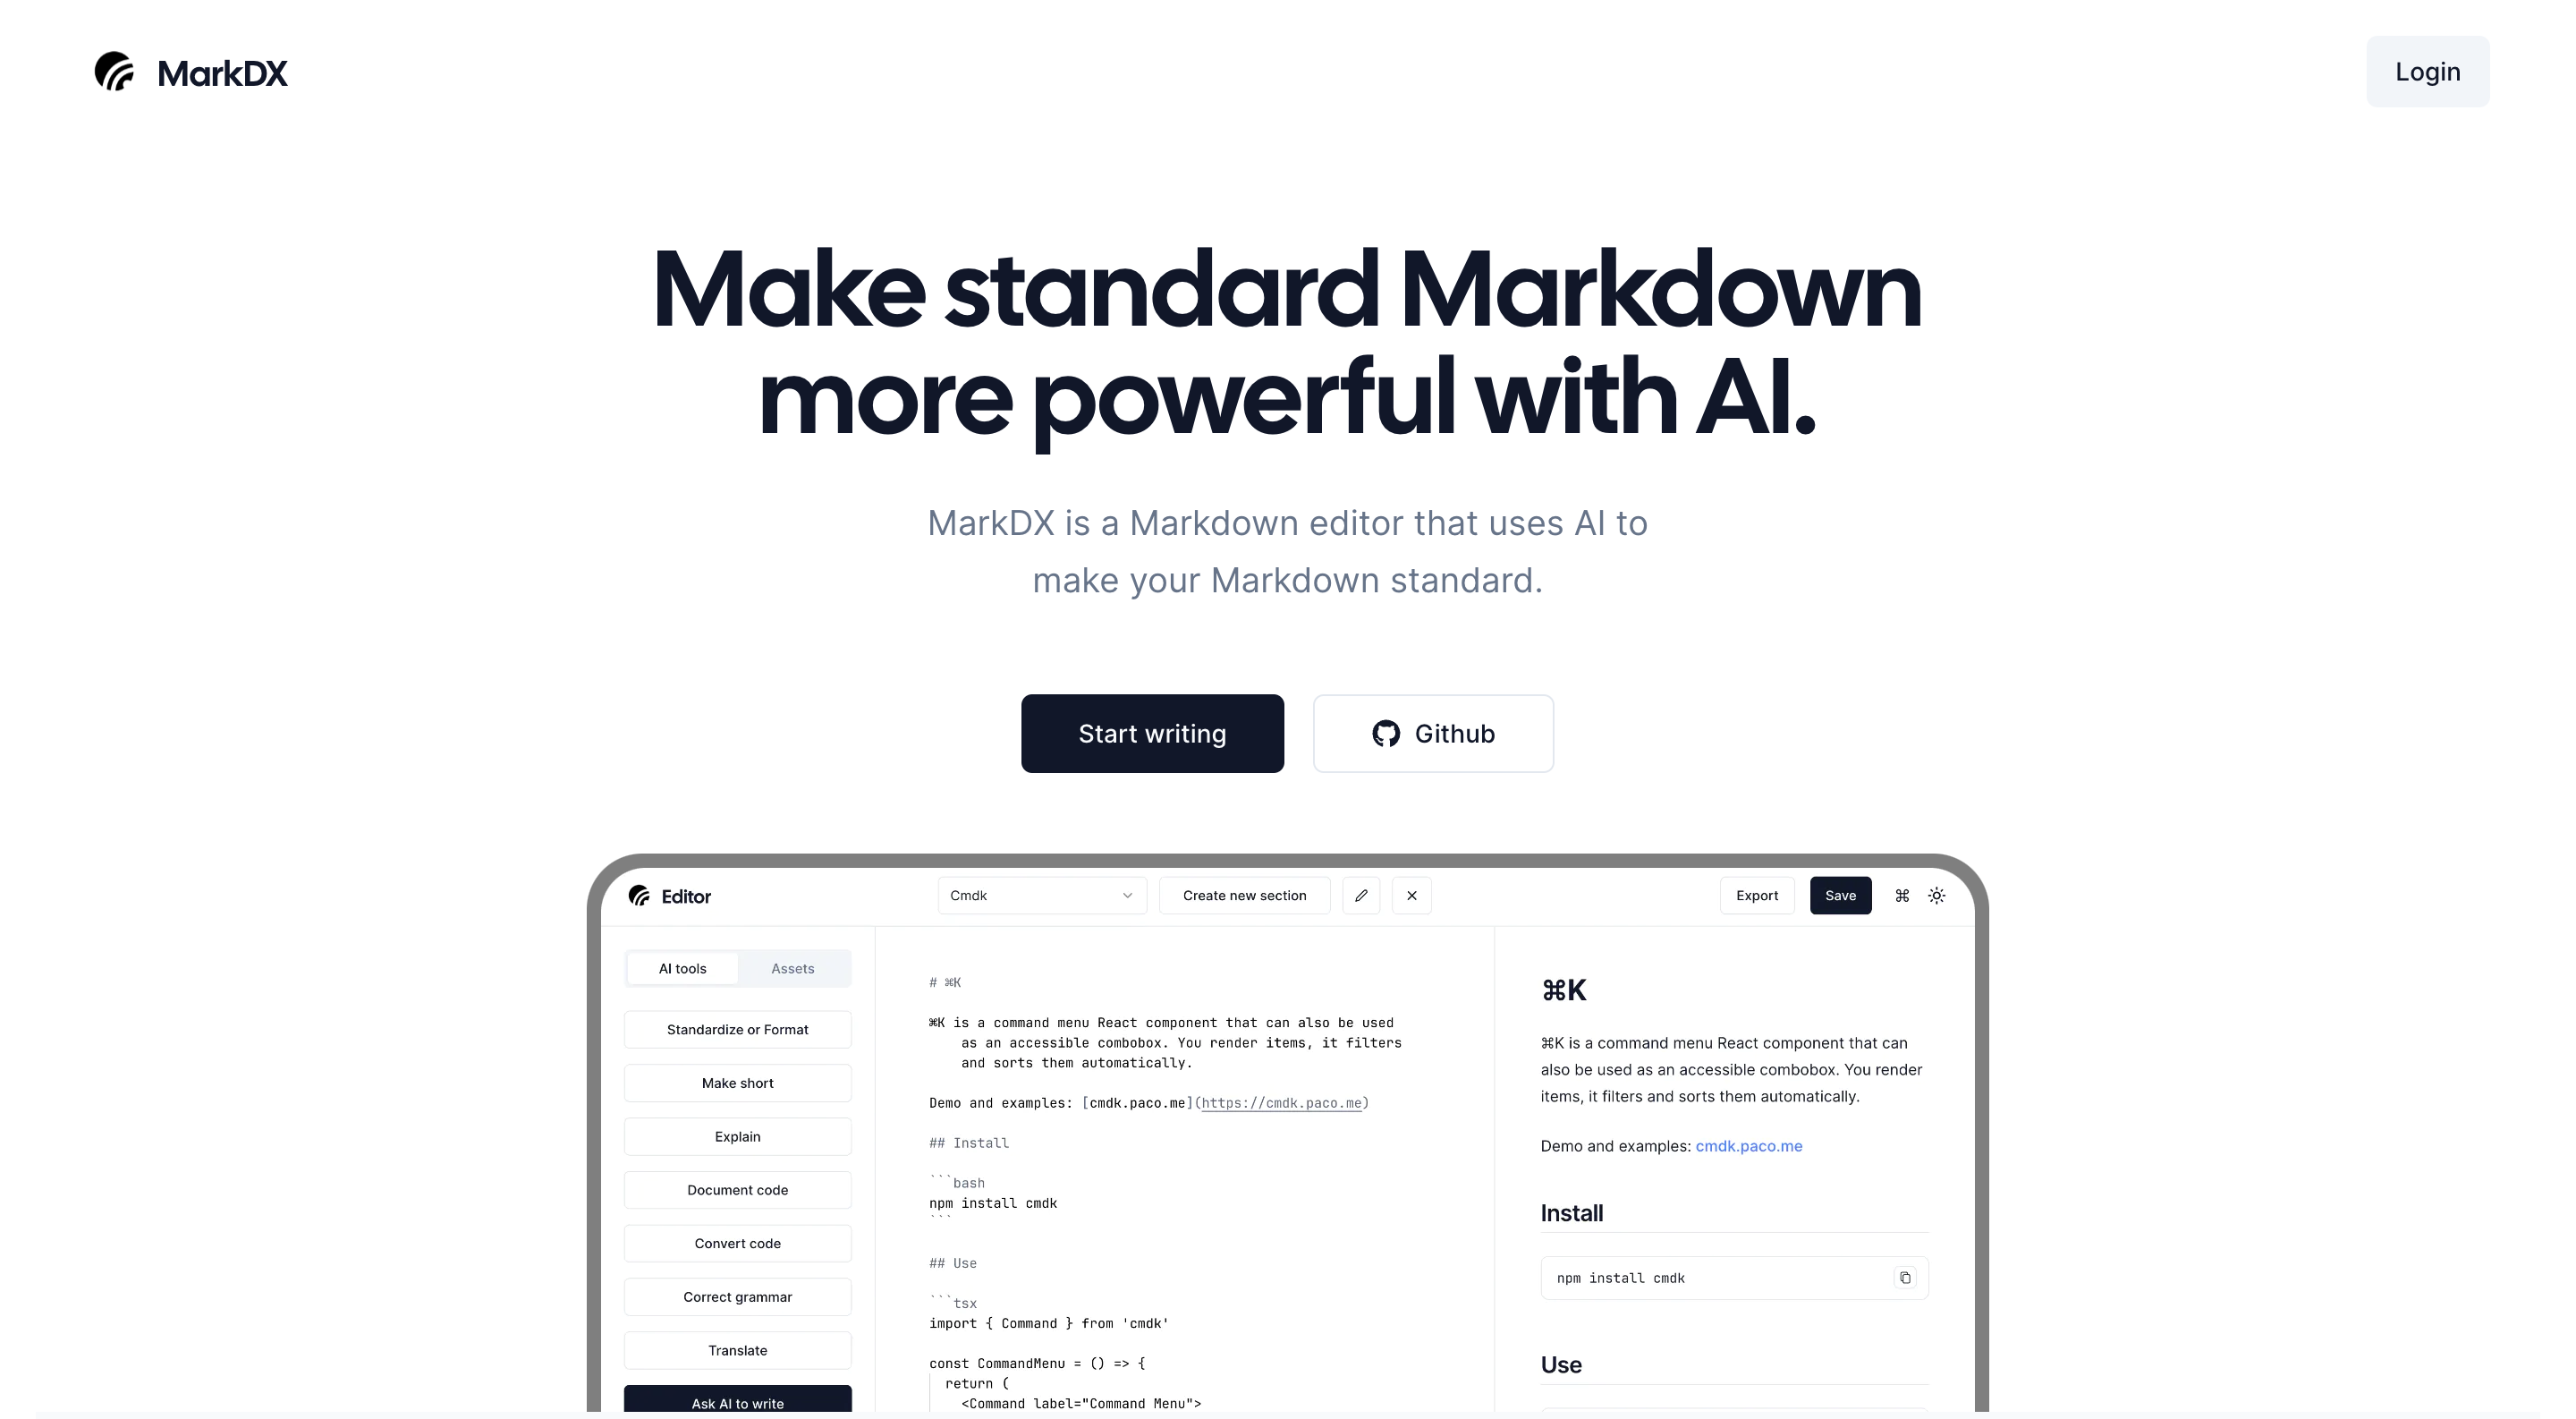 MarkDX
Login
Make standard Markdown
more powerful with AI.
MarkDX is a Markdown editor that uses AI to
make your Markdown standard.
Start writing
Github
Editor
Cmdk
Create new section
Export
Save
⌘
AI tools
Assets
Standardize or Format
Make short
Explain
Document code
Convert code
Correct grammar
Translate
Ask AI to write
# ⌘K
⌘K is a command menu React component that can also be used
as an accessible combobox. You render items, it filters
and sorts them automatically.
Demo and examples: [cmdk.paco.me](https://cmdk.paco.me)
## Install
```bash
npm install cmdk
```
## Use
```tsx
import { Command } from 'cmdk'
const CommandMenu = () => {
return (
<Command label="Command Menu">
⌘K
⌘K is a command menu React component that can
also be used as an accessible combobox. You render
items, it filters and sorts them automatically.
Demo and examples: cmdk.paco.me
Install
npm install cmdk
Use